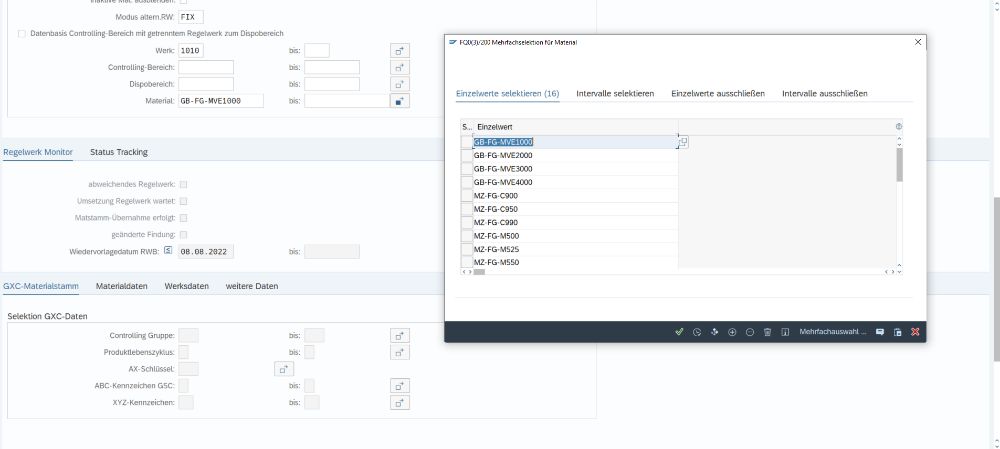 Inaktive Mat. ausblenden:
Modus altern.RW: FIX
Datenbasis Controlling-Bereich mit getrenntem Regelwerk zum Dispobereich
Werk: 1010 bis:
Controlling-Bereich: bis:
Dispobereich: bis:
Material: GB-FG-MVE1000 bis:
Regelwerk Monitor Status Tracking
abweichendes Regelwerk:
Umsetzung Regelwerk wartet:
Matstamm-Übernahme erfolgt:
geänderte Findung:
Wiedervorlagedatum RWB: ≤ 08.08.2022 bis:
GXC-Materialstamm Materialdaten Werksdaten weitere Daten
Selektion GXC-Daten
Controlling Gruppe: bis:
Produktlebenszyklus: bis:
AX-Schlüssel:
ABC-Kennzeichen GSC: bis:
XYZ-Kennzeichen: bis:
FQ0(3)/200 Mehrfachselektion für Material
Einzelwerte selektieren (16) Intervalle selektieren Einzelwerte ausschließen Intervalle ausschließen
S... Einzelwert
GB-FG-MVE1000
GB-FG-MVE2000
GB-FG-MVE3000
GB-FG-MVE4000
MZ-FG-C900
MZ-FG-C950
MZ-FG-C990
MZ-FG-M500
MZ-FG-M525
MZ-FG-M550
Mehrfachauswahl ...